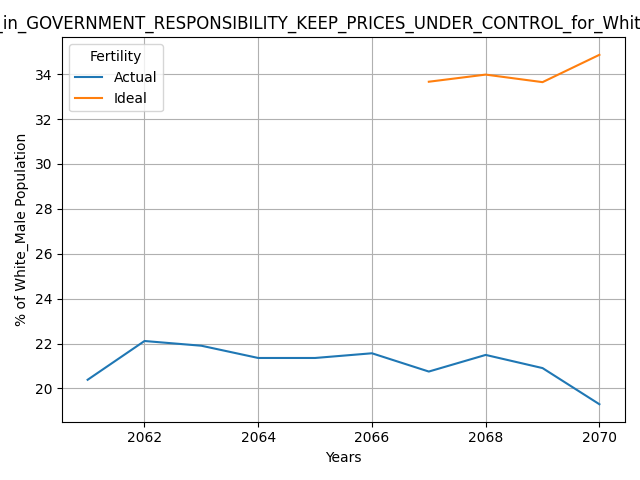 _in_GOVERNMENT_RESPONSIBILITY_KEEP_PRICES_UNDER_CONTROL_for_Whit
Fertility
Actual
Ideal
34
32
30
28
26
24
22
20
% of White_Male Population
2062
2064
2066
2068
2070
Years